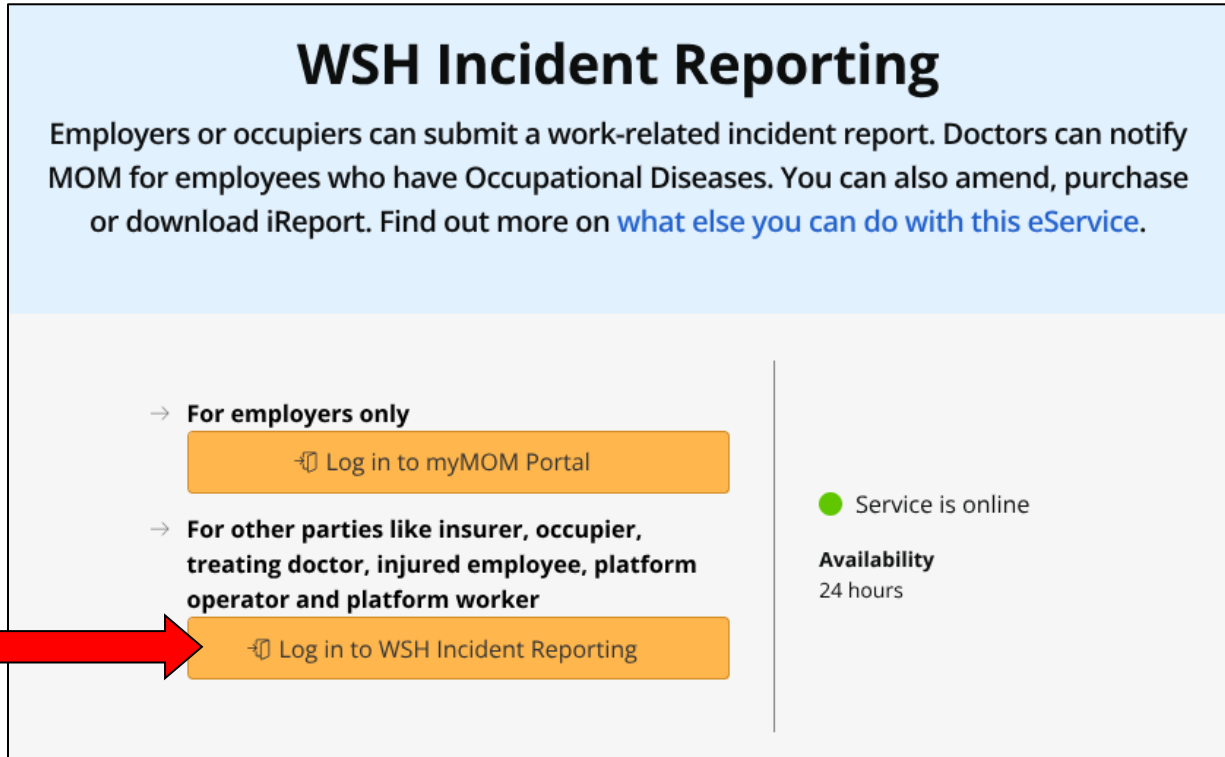 WSH Incident Reporting
Employers or occupiers can submit a work-related incident report. Doctors can notify
MOM for employees who have Occupational Diseases. You can also amend, purchase
or download iReport. Find out more on what else you can do with this eService.
For employers only
Log in to myMOM Portal
For other parties like insurer, occupier,
treating doctor, injured employee, platform
operator and platform worker
Log in to WSH Incident Reporting
Service is online
Availability
24 hours